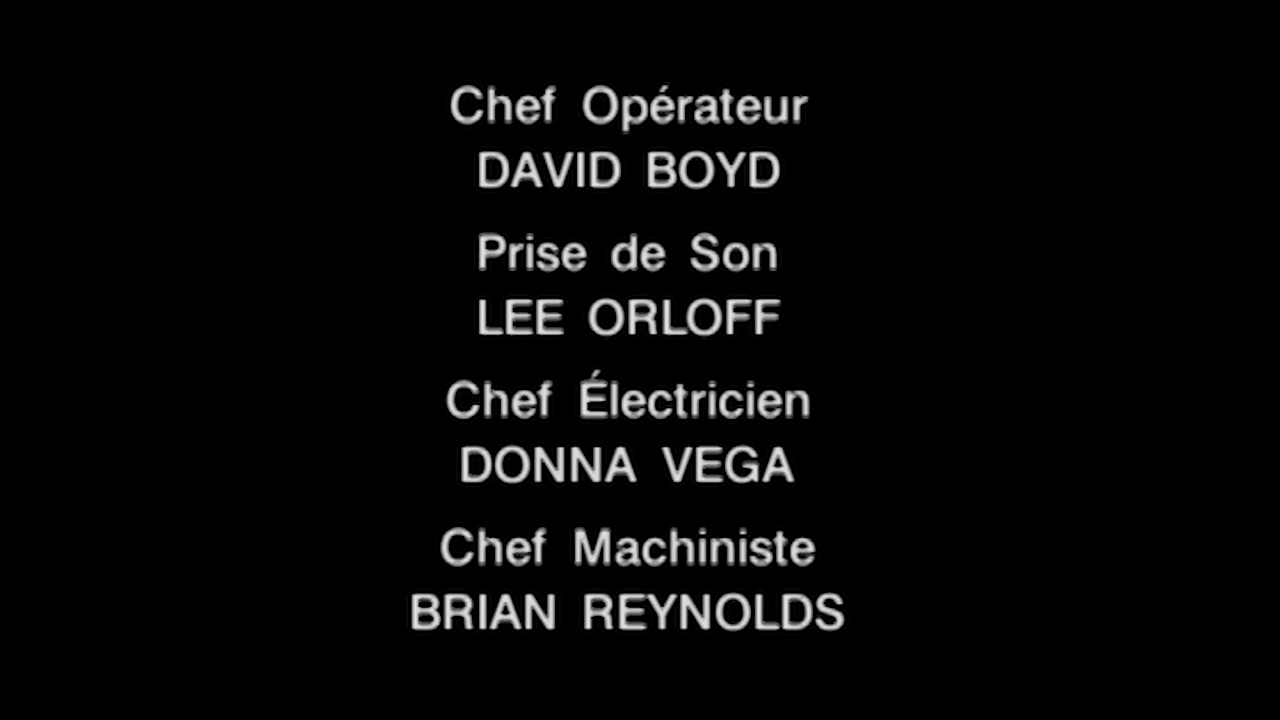 Chef Opérateur
DAVID BOYD
Prise de Son
LEE ORLOFF
Chef Électricien
DONNA VEGA
Chef Machiniste
BRIAN REYNOLDS